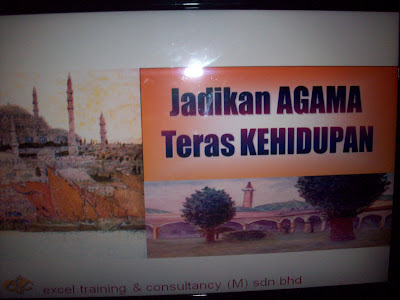 Jadikan AGAMA
Teras KEHIDUPAN
excel training & consultancy (M) sdn.bhd